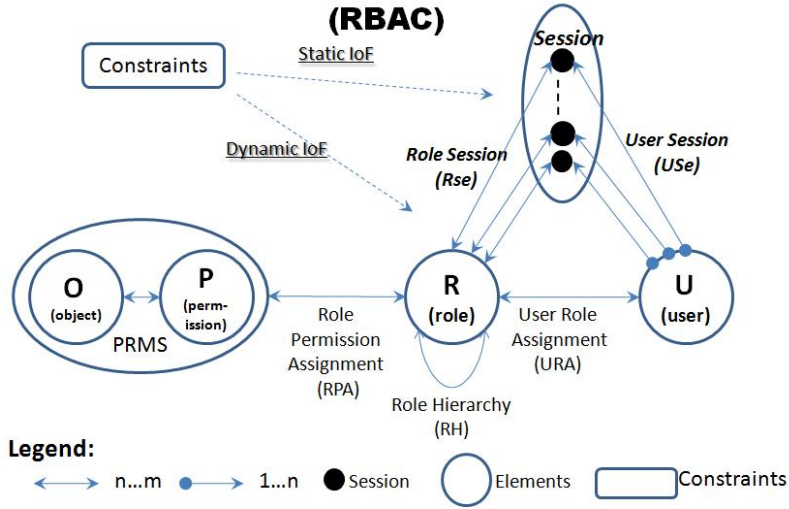 (RBAC)
Static IoF
Session
Constraints
Dynamic IoF
Role Session
(Rse)
User Session
(USe)
O
(object)
P
(perm-
ission)
PRMS
R
(role)
U
(user)
Role
Permission
Assignment
(RPA)
User Role
Assignment
(URA)
Role Hierarchy
(RH)
Legend:
n...m
1...n
Session
Elements
Constraints